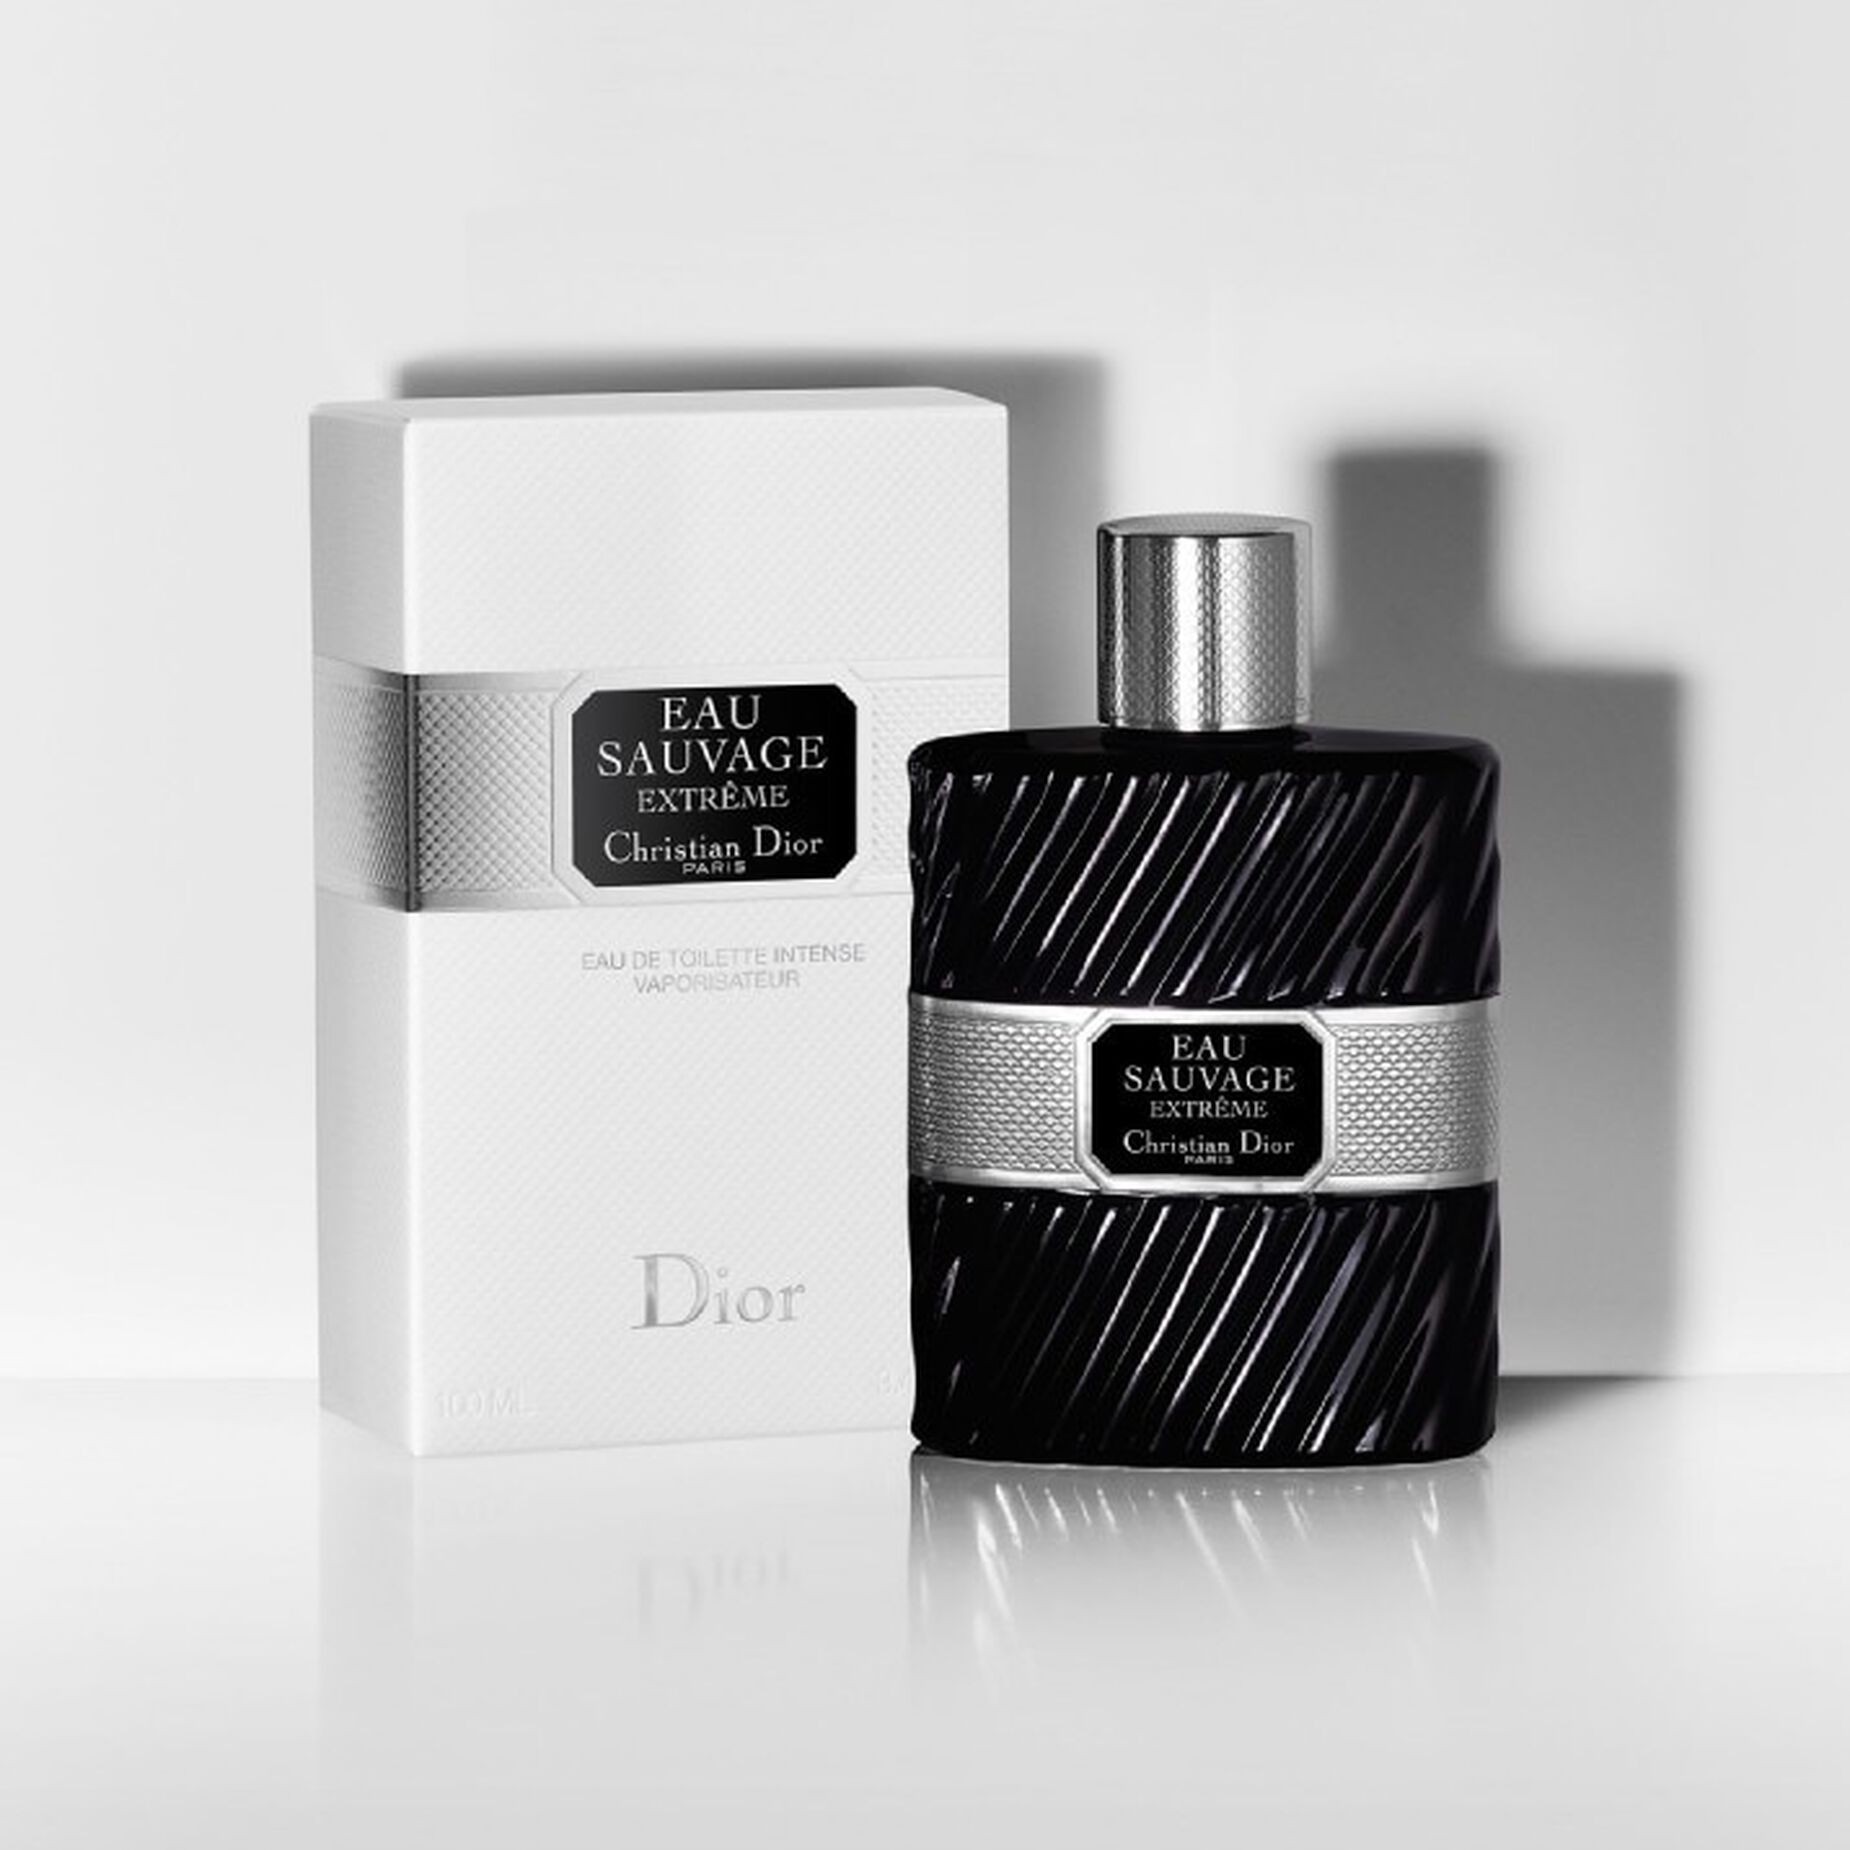 EAU
SAUVAGE
EXTRÊME
Christian Dior
PARIS
EAU DE TOILETTE INTENSE
VAPORISATEUR
Dior
100 ML
EAU
SAUVAGE
EXTRÊME
Christian Dior
PARIS